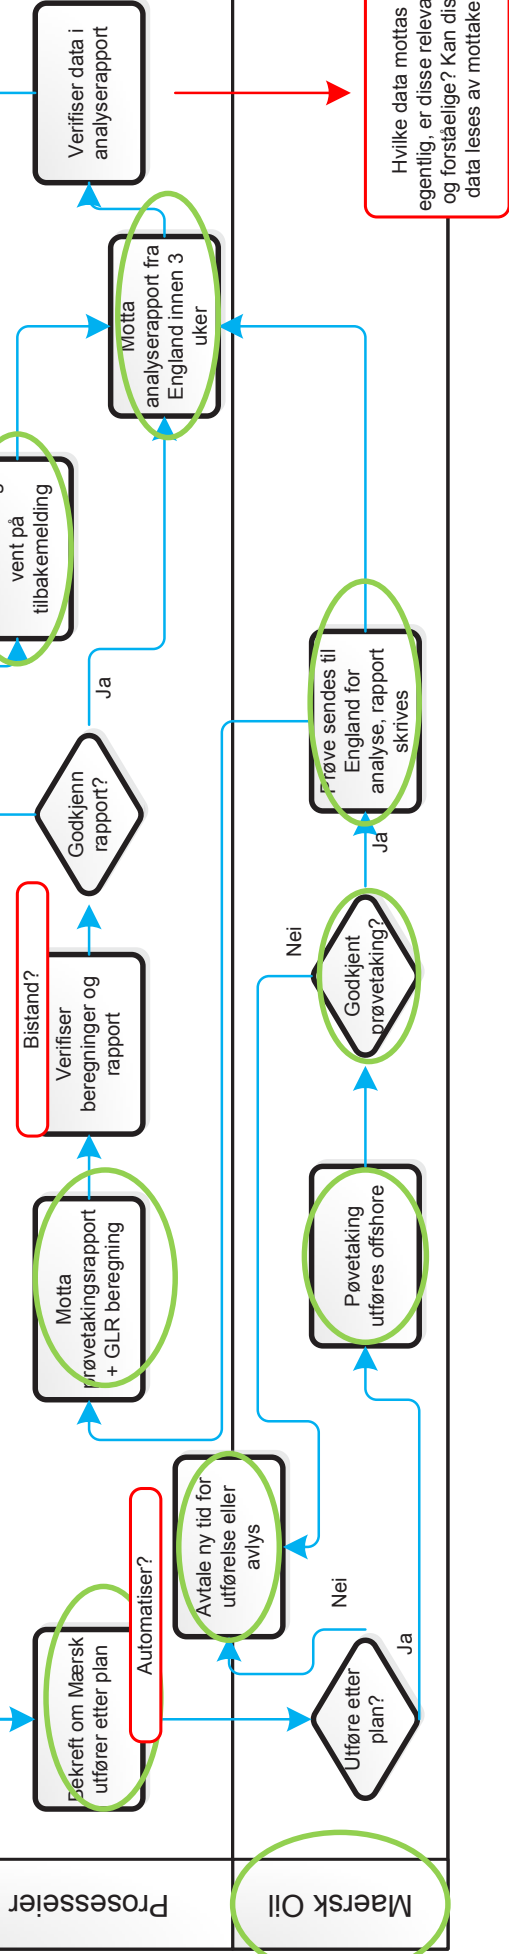 Prosesseier
Bekreft om Mærsk
utfører etter plan
Automatiser?
Motta
prøvetakingsrapport
+ GLR beregning
Bistand?
Verifiser
beregninger og
rapport
Godkjenn
rapport?
Ja
vent på
tilbakemelding
Motta
analyserapport fra
England innen 3
uker
Verifiser data i
analyserapport
Maersk Oil
Utføre etter
plan?
Nei
Ja
Avtale ny tid for
utførelse eller
avlys
Pøvetaking
utføres offshore
Godkjent
prøvetaking?
Nei
Ja
Prøve sendes til
England for
analyse, rapport
skrives
Hvilke data mottas
egentlig, er disse releva
og forståelige? Kan dis
data leses av mottake